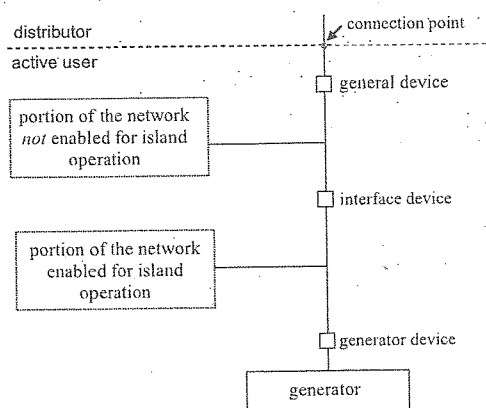 distributor
connection point
active user
general device
portion of the network
not enabled for island
operation
interface device
portion of the network
enabled for island
operation
generator device
generator